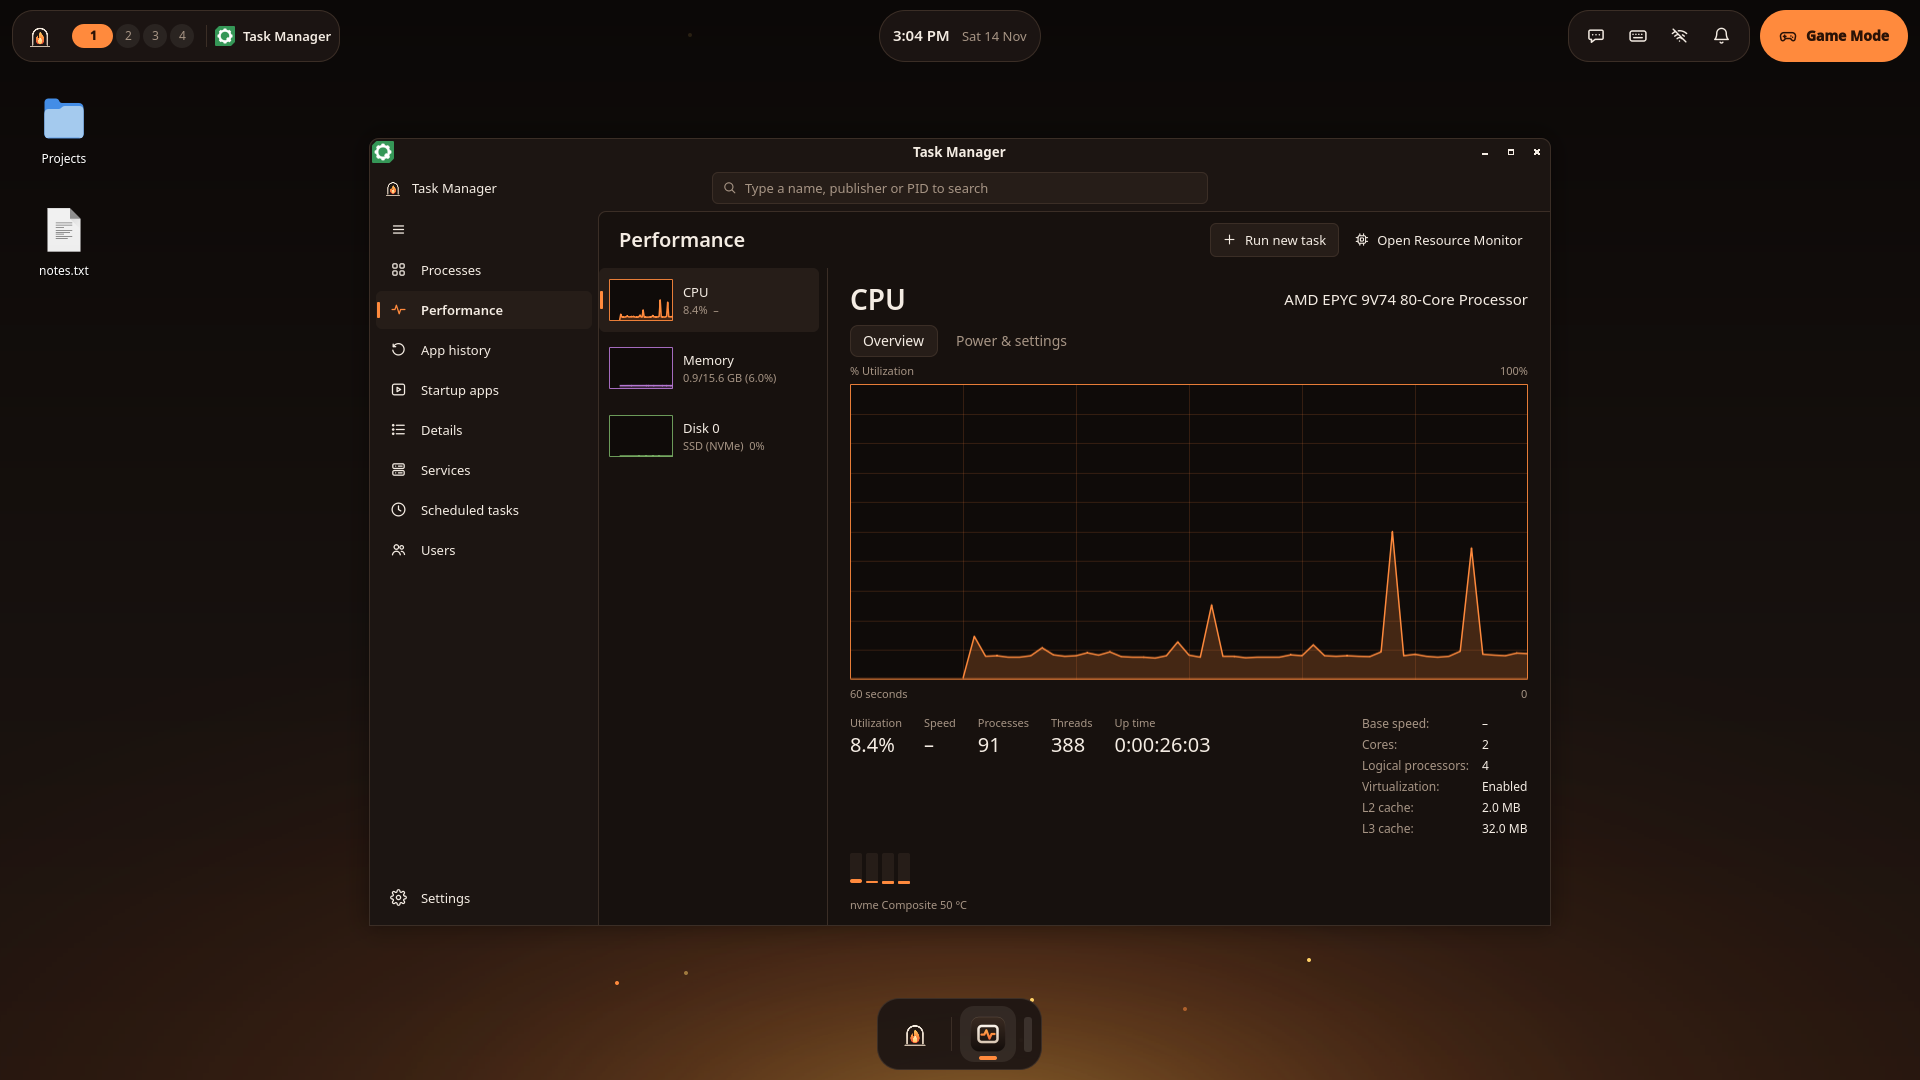 1 2 3 4 Task Manager
3:04 PM Sat 14 Nov
Game Mode
Projects
notes.txt
Task Manager
Task Manager
Type a name, publisher or PID to search
Processes
Performance
App history
Startup apps
Details
Services
Scheduled tasks
Users
Settings
Performance
Run new task
Open Resource Monitor
CPU
8.4% –
Memory
0.9/15.6 GB (6.0%)
Disk 0
SSD (NVMe) 0%
CPU
AMD EPYC 9V74 80-Core Processor
Overview
Power & settings
% Utilization
100%
60 seconds
0
Utilization Speed Processes Threads Up time
8.4% – 91 388 0:00:26:03
Base speed: –
Cores: 2
Logical processors: 4
Virtualization: Enabled
L2 cache: 2.0 MB
L3 cache: 32.0 MB
nvme Composite 50 °C